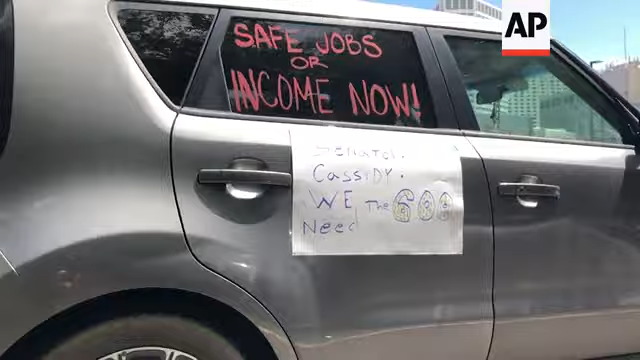 AP
SAFE JOBS
OR
INCOME NOW!
Senator.
CassiDY.
WE The 600
Need